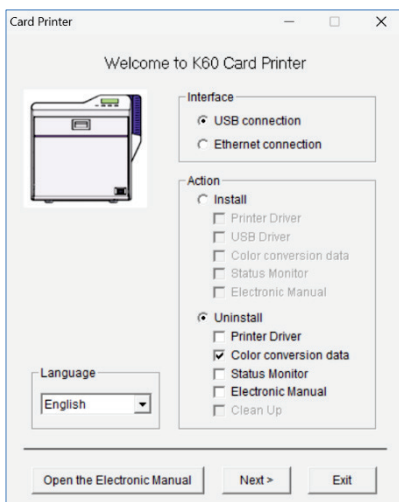 Card Printer
Welcome to K60 Card Printer
Interface
USB connection
Ethernet connection
Action
Install
Printer Driver
USB Driver
Color conversion data
Status Monitor
Electronic Manual
Uninstall
Printer Driver
Color conversion data
Status Monitor
Electronic Manual
Clean Up
Language
English
Open the Electronic Manual
Next >
Exit